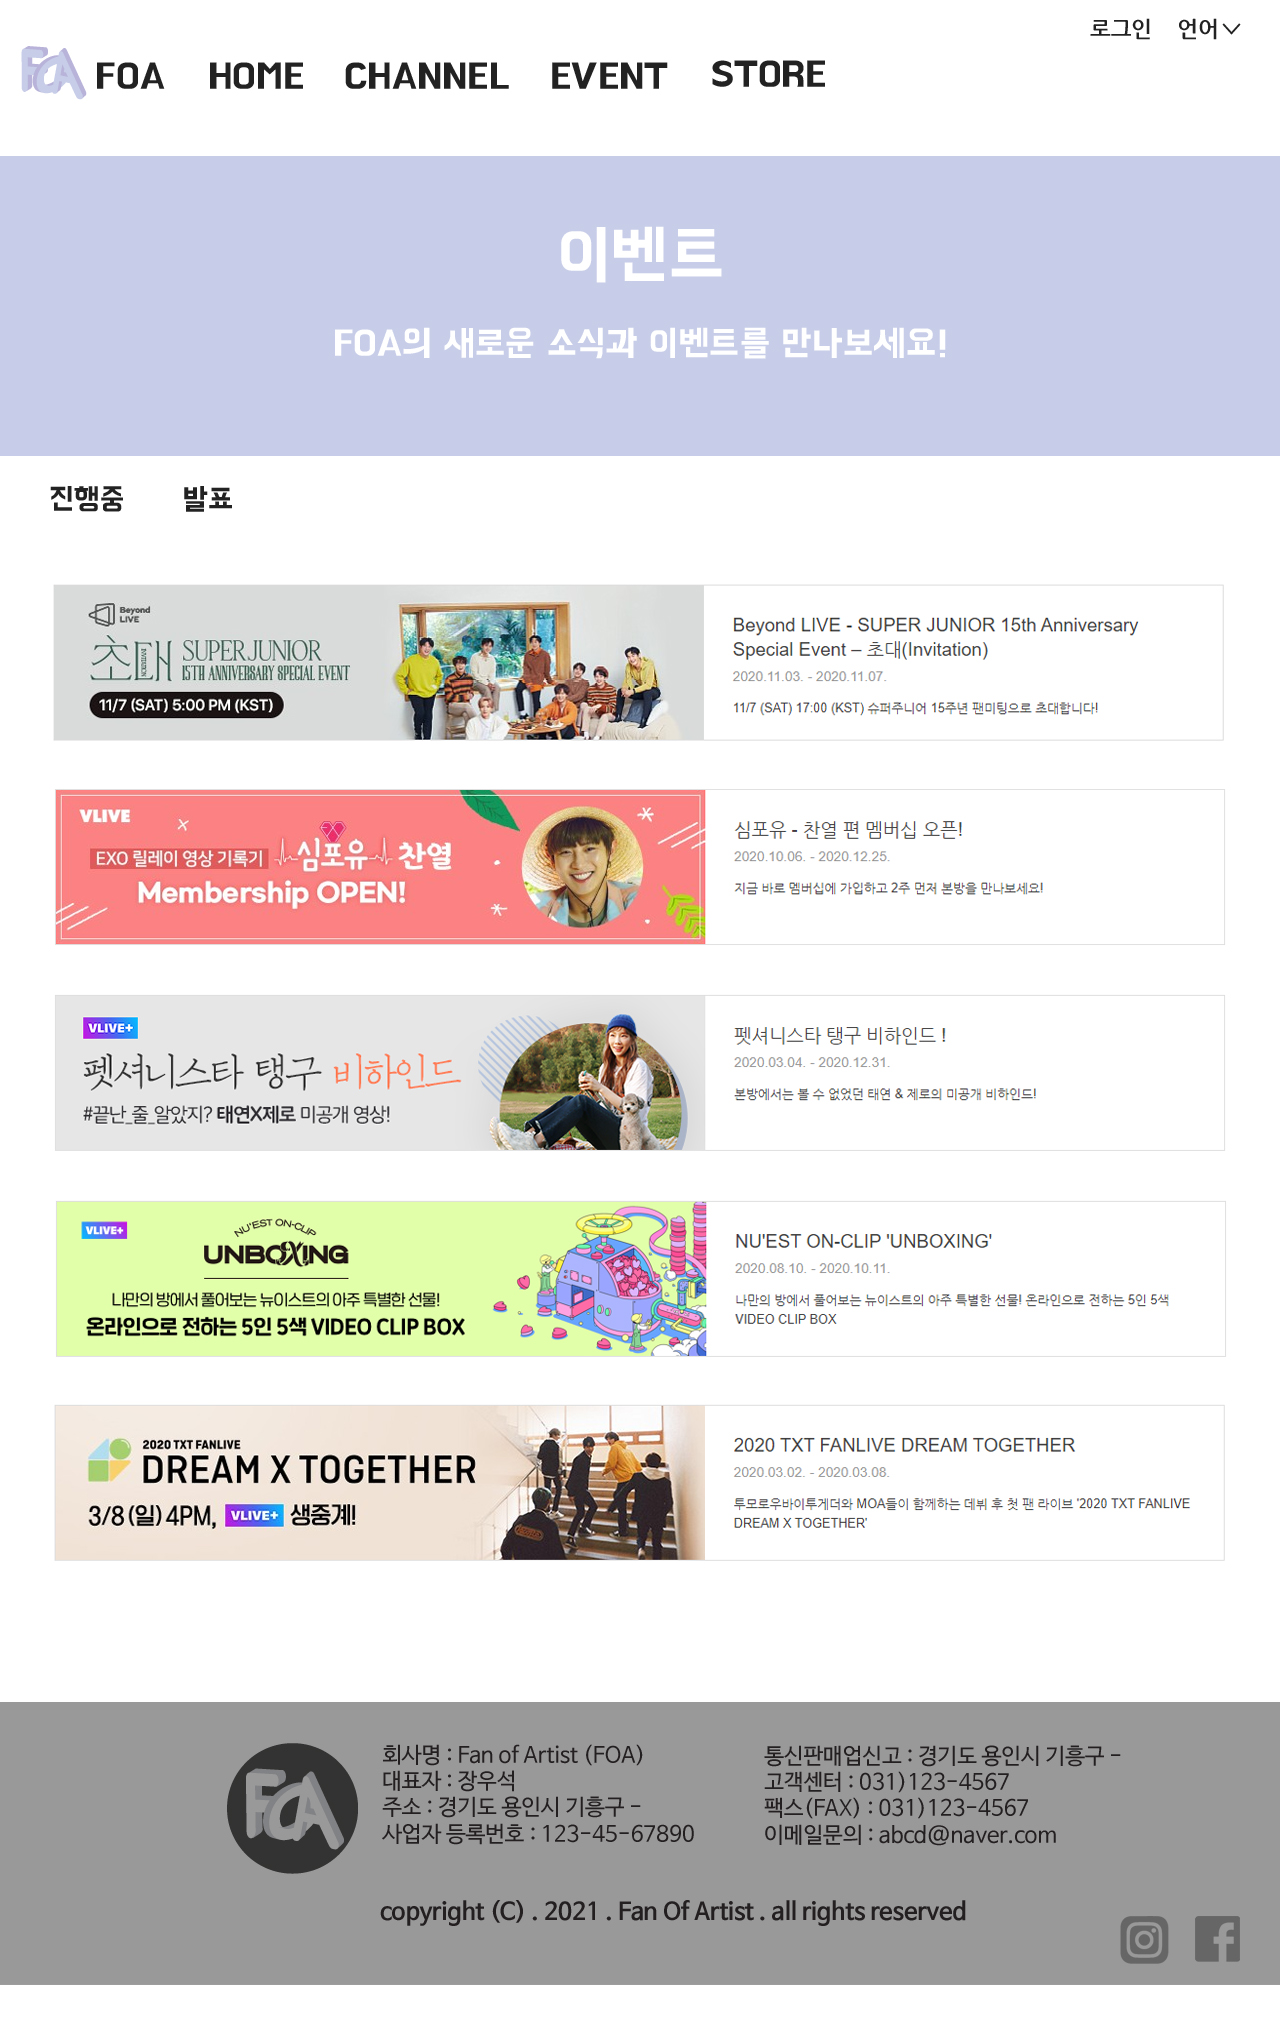 로그인 언어
FOA FOA HOME CHANNEL EVENT STORE
이벤트
FOA의 새로운 소식과 이벤트를 만나보세요!
진행중 발표
Beyond
LIVE
초대 INVITATION SUPERJUNIOR
15TH ANNIVERSARY SPECIAL EVENT
11/7 (SAT) 5:00 PM (KST)
Beyond LIVE - SUPER JUNIOR 15th Anniversary
Special Event – 초대(Invitation)
2020.11.03. - 2020.11.07.
11/7 (SAT) 17:00 (KST) 슈퍼주니어 15주년 팬미팅으로 초대합니다!
VLIVE
EXO 릴레이 영상 기록기 심포유 찬열
Membership OPEN!
심포유 - 찬열 편 멤버십 오픈!
2020.10.06. - 2020.12.25.
지금 바로 멤버십에 가입하고 2주 먼저 본방을 만나보세요!
VLIVE+
펫셔니스타 탱구 비하인드
#끝난_줄_알았지? 태연X제로 미공개 영상!
펫셔니스타 탱구 비하인드 !
2020.03.04. - 2020.12.31.
본방에서는 볼 수 없었던 태연 & 제로의 미공개 비하인드!
VLIVE+
NU'EST ON-CLIP
UNBOXING
나만의 방에서 풀어보는 뉴이스트의 아주 특별한 선물!
온라인으로 전하는 5인 5색 VIDEO CLIP BOX
NU'EST ON-CLIP 'UNBOXING'
2020.08.10. - 2020.10.11.
나만의 방에서 풀어보는 뉴이스트의 아주 특별한 선물! 온라인으로 전하는 5인 5색
VIDEO CLIP BOX
2020 TXT FANLIVE
DREAM X TOGETHER
3/8(일)4PM, VLIVE+ 생중계!
2020 TXT FANLIVE DREAM TOGETHER
2020.03.02. - 2020.03.08.
투모로우바이투게더와 MOA들이 함께하는 데뷔 후 첫 팬 라이브 '2020 TXT FANLIVE
DREAM X TOGETHER'
FOA
회사명 : Fan of Artist (FOA)
대표자 : 장우석
주소 : 경기도 용인시 기흥구 -
사업자 등록번호 : 123-45-67890
통신판매업신고 : 경기도 용인시 기흥구 -
고객센터 : 031)123-4567
팩스(FAX) : 031)123-4567
이메일문의 : abcd@naver.com
copyright (C) . 2021 . Fan Of Artist . all rights reserved